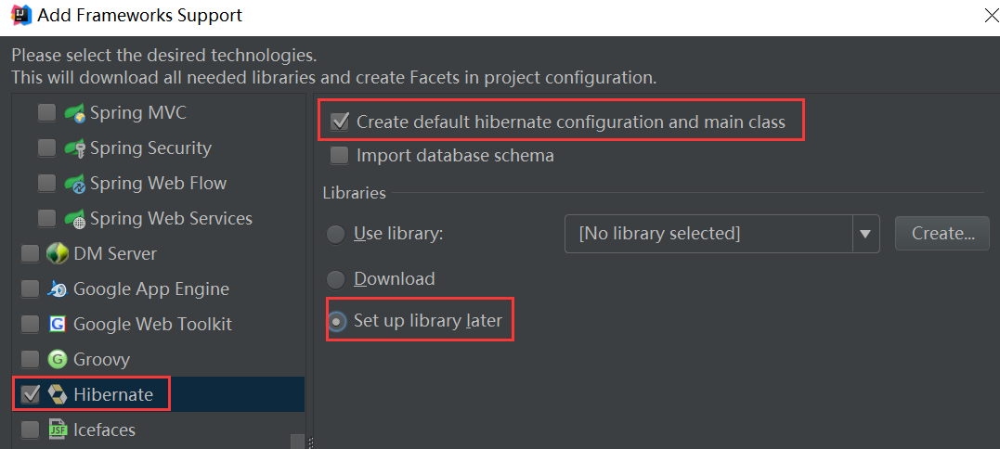 Add Frameworks Support
Please select the desired technologies.
This will download all needed libraries and create Facets in project configuration.
Spring MVC
Spring Security
Spring Web Flow
Spring Web Services
DM Server
Google App Engine
Google Web Toolkit
Groovy
Hibernate
Icefaces
Create default hibernate configuration and main class
Import database schema
Libraries
Use library: [No library selected] Create...
Download
Set up library later